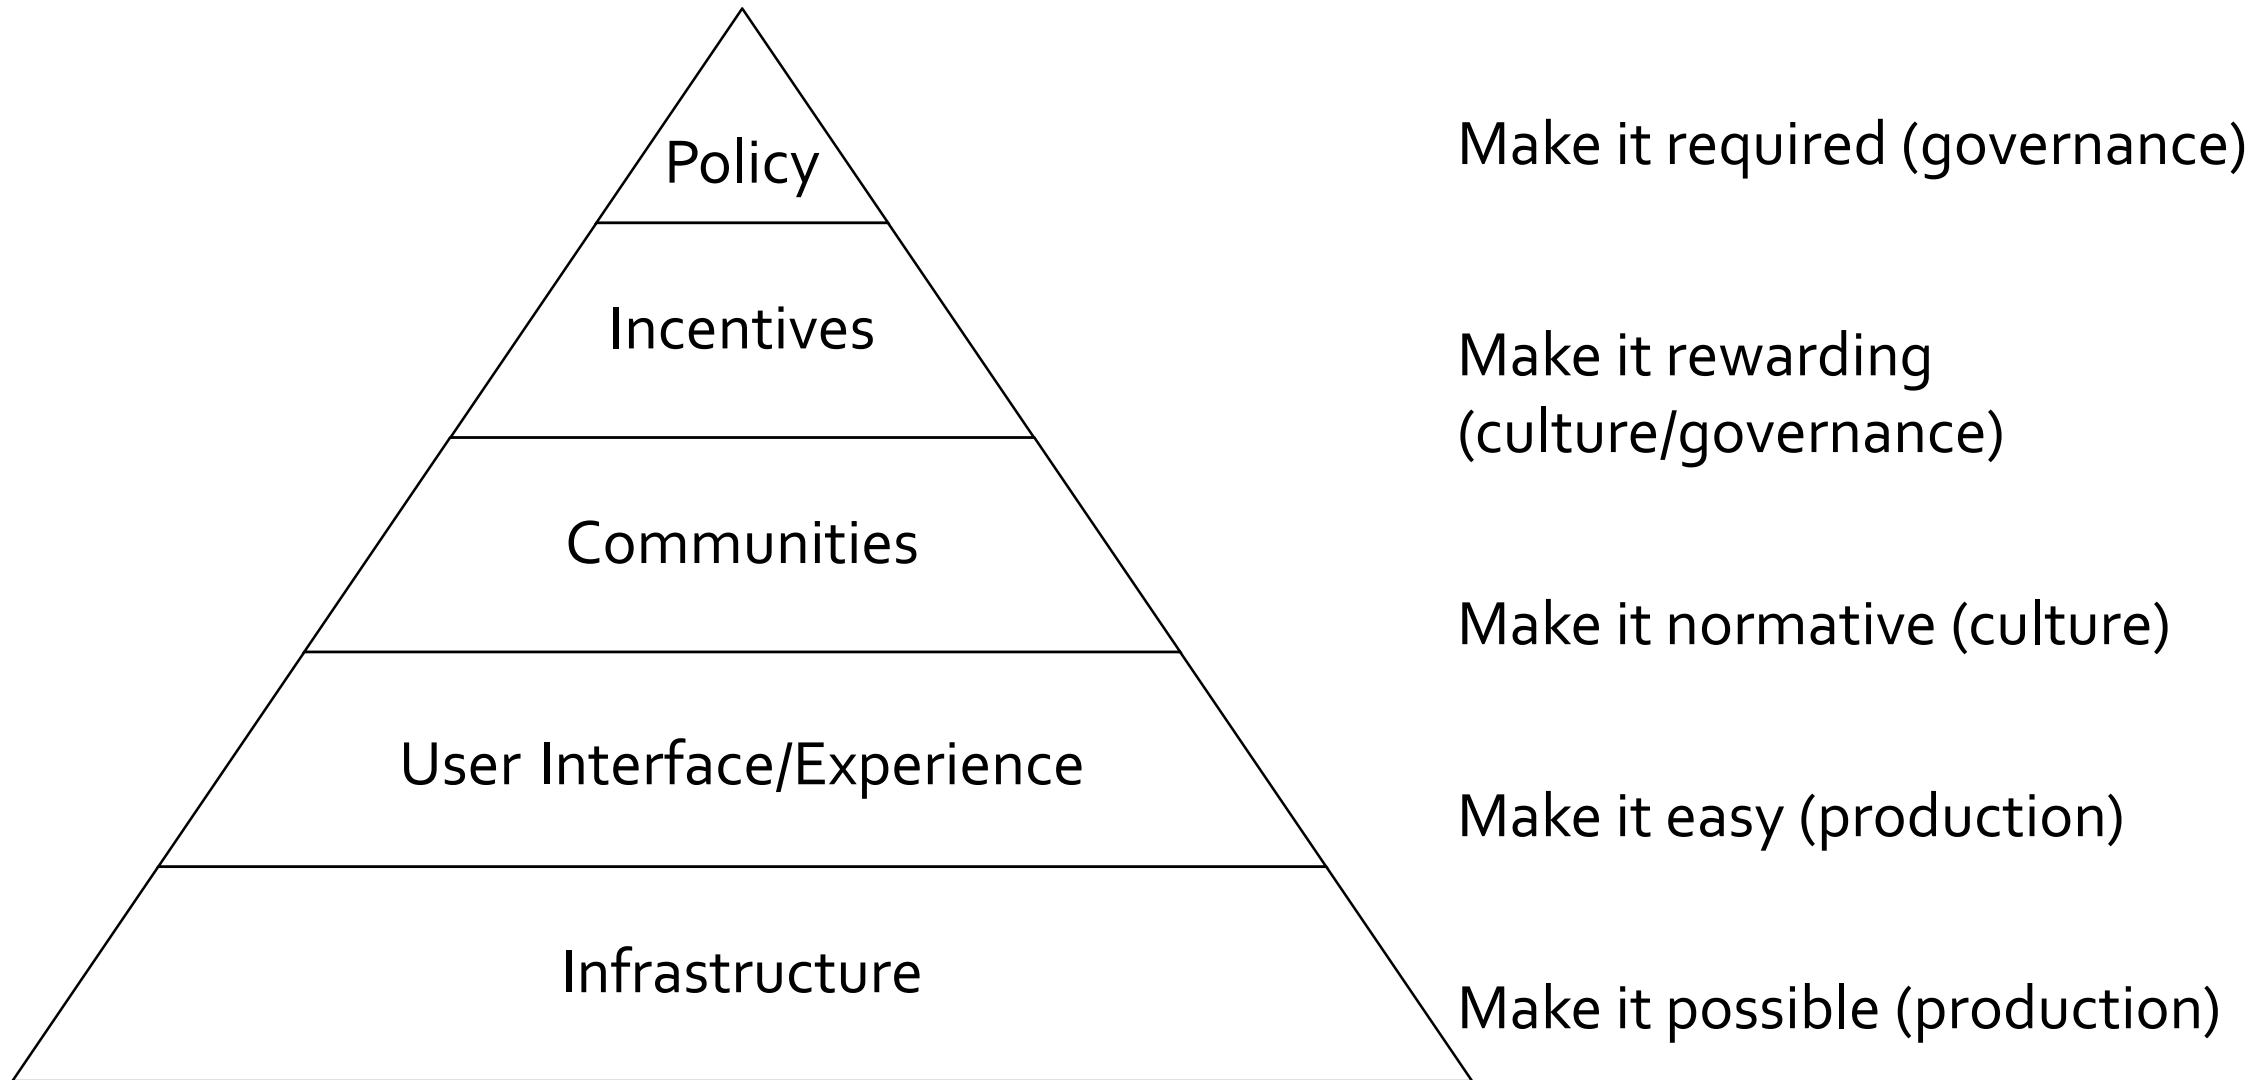 Policy
Make it required (governance)
Incentives
Make it rewarding
(culture/governance)
Communities
Make it normative (culture)
User Interface/Experience
Make it easy (production)
Infrastructure
Make it possible (production)